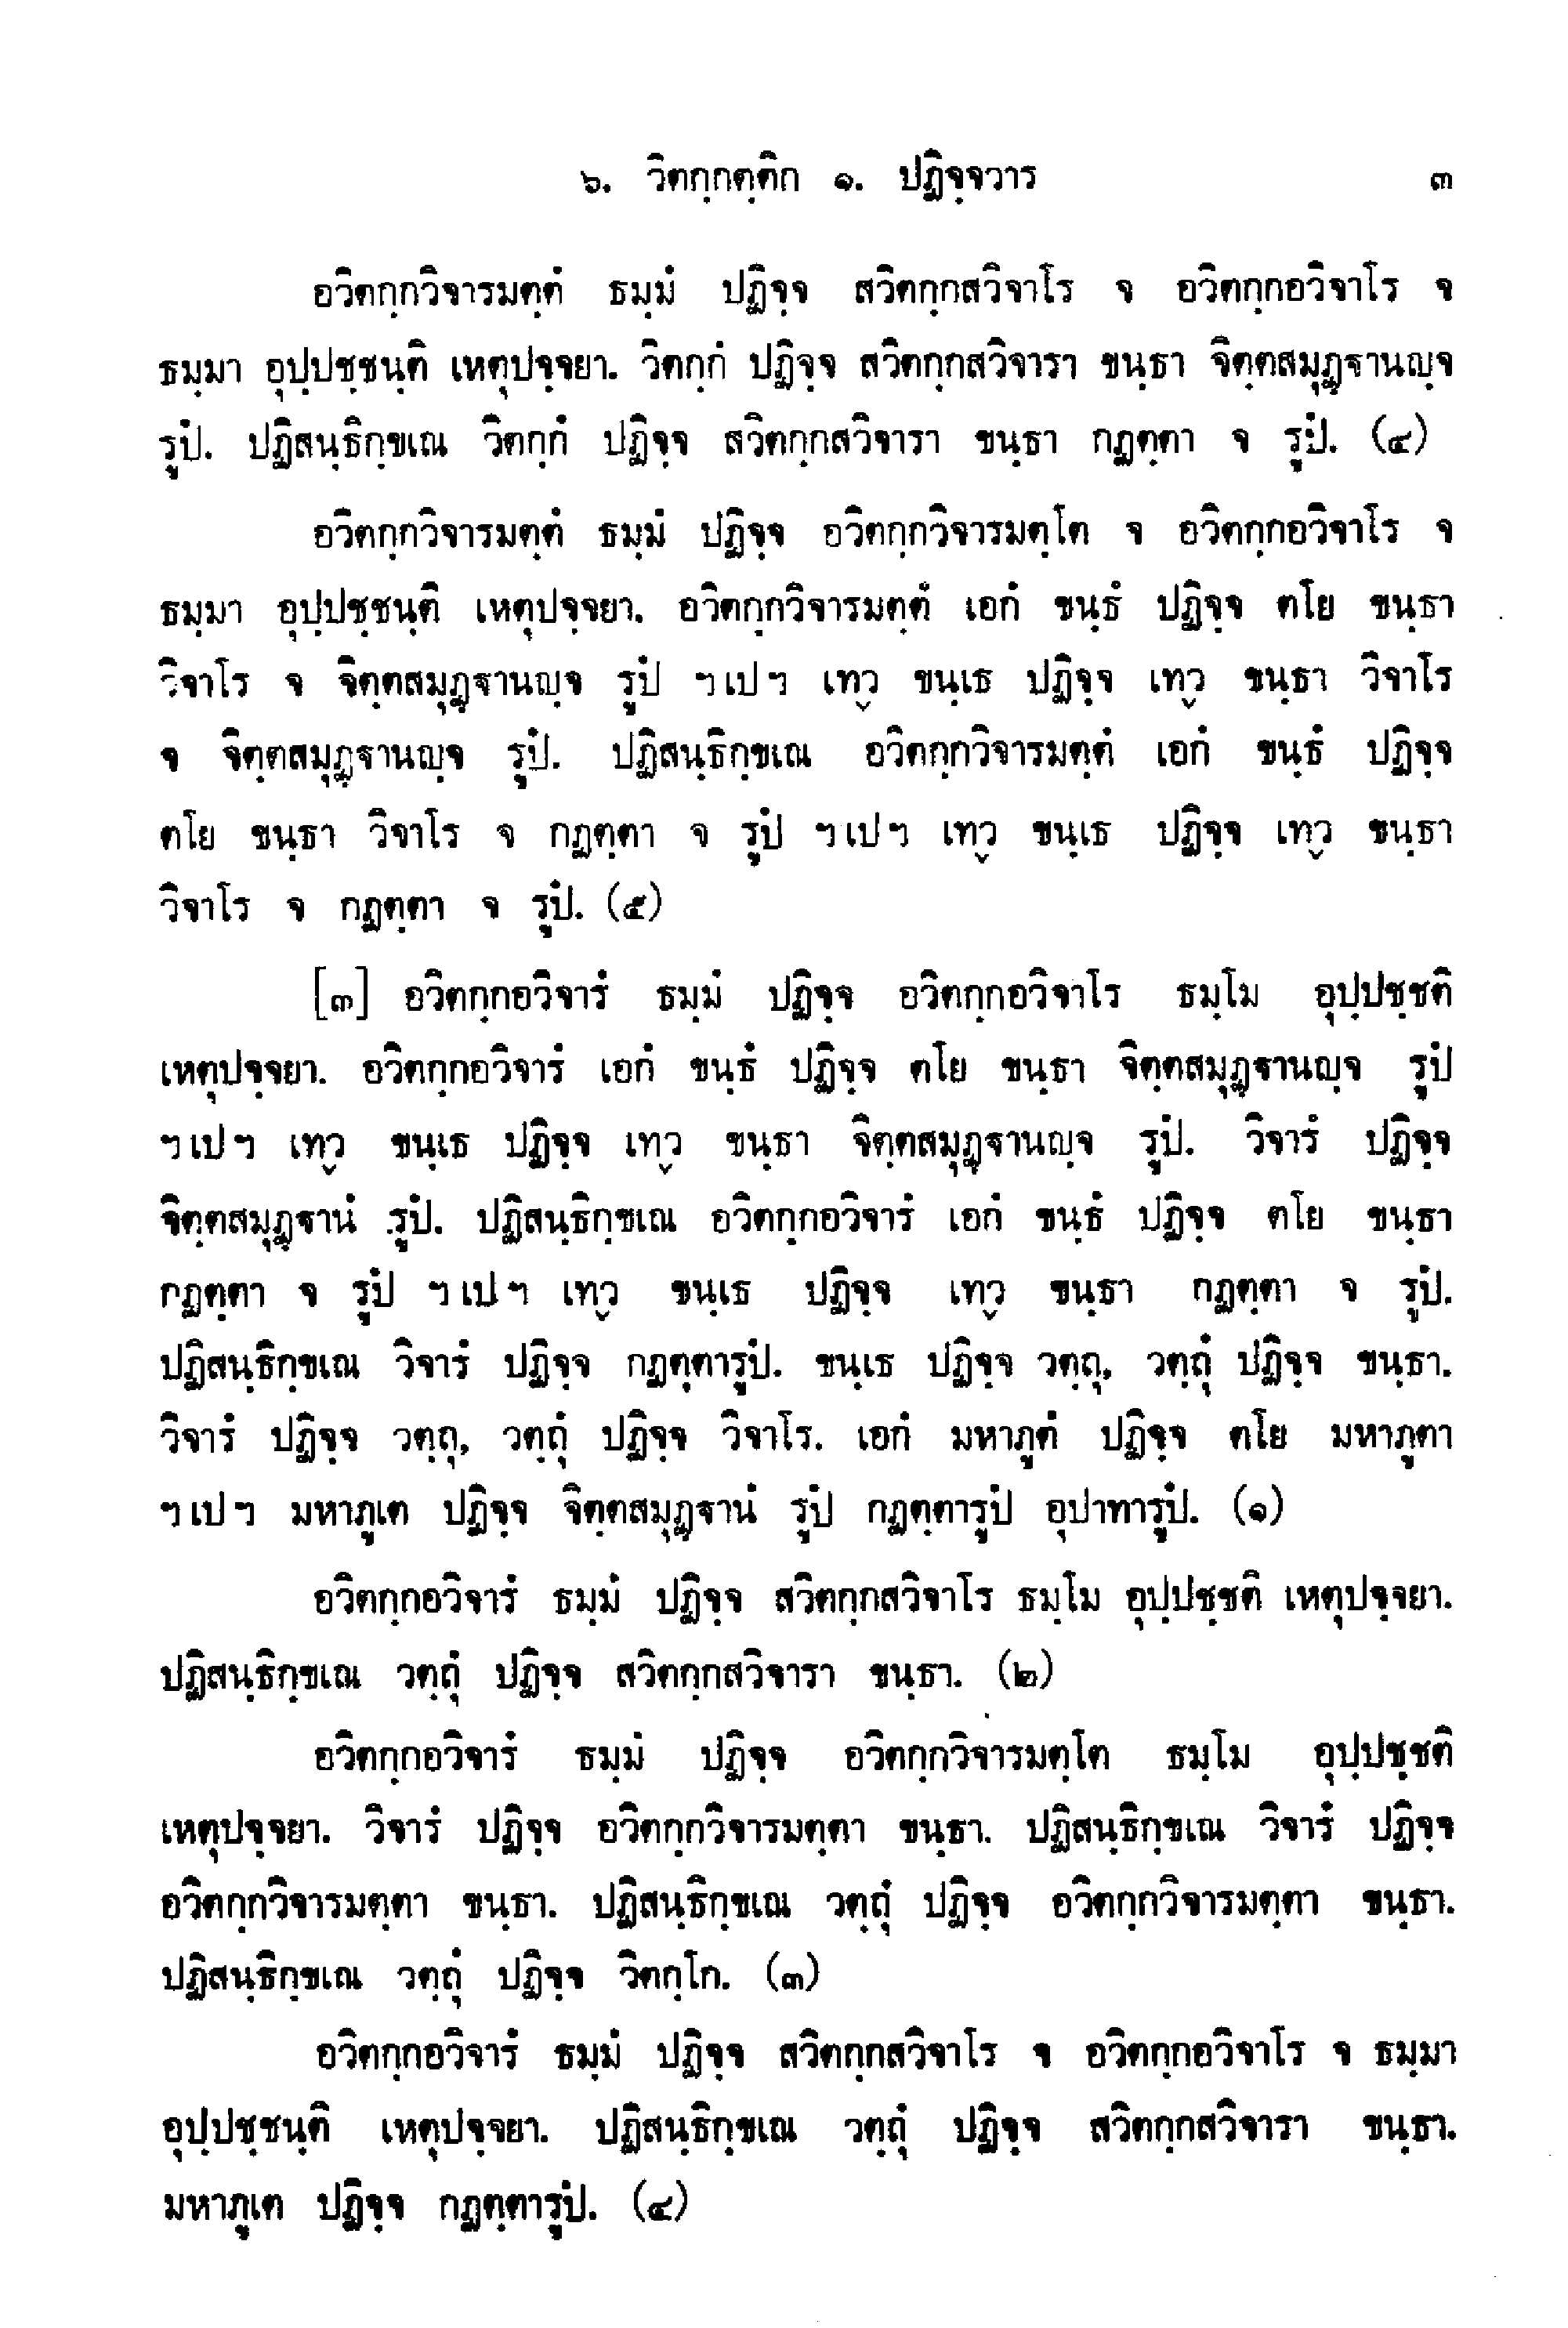 ๖. วิตกฺกตฺติก ๑. ปฏิจฺจวาร ๓
อวิตกฺกวิจารมตฺตํ ธมฺมํ ปฏิจฺจ สวิตกฺกสวิจาโร จ อวิตกฺกอวิจาโร จ
ธมฺมา อุปฺปชฺชนฺติ เหตุปจฺจยา. วิตกฺกํ ปฏิจฺจ สวิตกฺกสวิจารา ขนฺธา จิตฺตสมุฏฺฐานญฺจ
รูปํ. ปฏิสนฺธิกฺขเณ วิตกฺกํ ปฏิจฺจ สวิตกฺกสวิจารา ขนฺธา กฏตฺตา จ รูปํ. (๔)
อวิตกฺกวิจารมตฺตํ ธมฺมํ ปฏิจฺจ อวิตกฺกวิจารมตฺโต จ อวิตกฺกอวิจาโร จ
ธมฺมา อุปฺปชฺชนฺติ เหตุปจฺจยา. อวิตกฺกวิจารมตฺตํ เอกํ ขนฺธํ ปฏิจฺจ ตโย ขนฺธา
วิจาโร จ จิตฺตสมุฏฺฐานญฺจ รูปํ ฯเปฯ เทฺว ขนฺเธ ปฏิจฺจ เทฺว ขนฺธา วิจาโร
จ จิตฺตสมุฏฺฐานญฺจ รูปํ. ปฏิสนฺธิกฺขเณ อวิตกฺกวิจารมตฺตํ เอกํ ขนฺธํ ปฏิจฺจ
ตโย ขนฺธา วิจาโร จ กฏตฺตา จ รูปํ ฯเปฯ เทฺว ขนฺเธ ปฏิจฺจ เทฺว ขนฺธา
วิจาโร จ กฏตฺตา จ รูปํ. (๕)
[๓] อวิตกฺกอวิจารํ ธมฺมํ ปฏิจฺจ อวิตกฺกอวิจาโร ธมฺโม อุปฺปชฺชติ
เหตุปจฺจยา. อวิตกฺกอวิจารํ เอกํ ขนฺธํ ปฏิจฺจ ตโย ขนฺธา จิตฺตสมุฏฺฐานญฺจ รูปํ
ฯเปฯ เทฺว ขนฺเธ ปฏิจฺจ เทฺว ขนฺธา จิตฺตสมุฏฺฐานญฺจ รูปํ. วิจารํ ปฏิจฺจ
จิตฺตสมุฏฺฐานํ รูปํ. ปฏิสนฺธิกฺขเณ อวิตกฺกอวิจารํ เอกํ ขนฺธํ ปฏิจฺจ ตโย ขนฺธา
กฏตฺตา จ รูปํ ฯเปฯ เทฺว ขนฺเธ ปฏิจฺจ เทฺว ขนฺธา กฏตฺตา จ รูปํ.
ปฏิสนฺธิกฺขเณ วิจารํ ปฏิจฺจ กฏตฺตารูปํ. ขนฺเธ ปฏิจฺจ วตฺถุ, วตฺถุํ ปฏิจฺจ ขนฺธา.
วิจารํ ปฏิจฺจ วตฺถุ, วตฺถุํ ปฏิจฺจ วิจาโร. เอกํ มหาภูตํ ปฏิจฺจ ตโย มหาภูตา
ฯเปฯ มหาภูเต ปฏิจฺจ จิตฺตสมุฏฺฐานํ รูปํ กฏตฺตารูปํ อุปาทารูปํ. (๑)
อวิตกฺกอวิจารํ ธมฺมํ ปฏิจฺจ สวิตกฺกสวิจาโร ธมฺโม อุปฺปชฺชติ เหตุปจฺจยา.
ปฏิสนฺธิกฺขเณ วตฺถุํ ปฏิจฺจ สวิตกฺกสวิจารา ขนฺธา. (๒)
อวิตกฺกอวิจารํ ธมฺมํ ปฏิจฺจ อวิตกฺกวิจารมตฺโต ธมฺโม อุปฺปชฺชติ
เหตุปจฺจยา. วิจารํ ปฏิจฺจ อวิตกฺกวิจารมตฺตา ขนฺธา. ปฏิสนฺธิกฺขเณ วิจารํ ปฏิจฺจ
อวิตกฺกวิจารมตฺตา ขนฺธา. ปฏิสนฺธิกฺขเณ วตฺถุํ ปฏิจฺจ อวิตกฺกวิจารมตฺตา ขนฺธา.
ปฏิสนฺธิกฺขเณ วตฺถุํ ปฏิจฺจ วิตกฺโก. (๓)
อวิตกฺกอวิจารํ ธมฺมํ ปฏิจฺจ สวิตกฺกสวิจาโร จ อวิตกฺกอวิจาโร จ ธมฺมา
อุปฺปชฺชนฺติ เหตุปจฺจยา. ปฏิสนฺธิกฺขเณ วตฺถุํ ปฏิจฺจ สวิตกฺกสวิจารา ขนฺธา.
มหาภูเต ปฏิจฺจ กฏตฺตารูปํ. (๔)